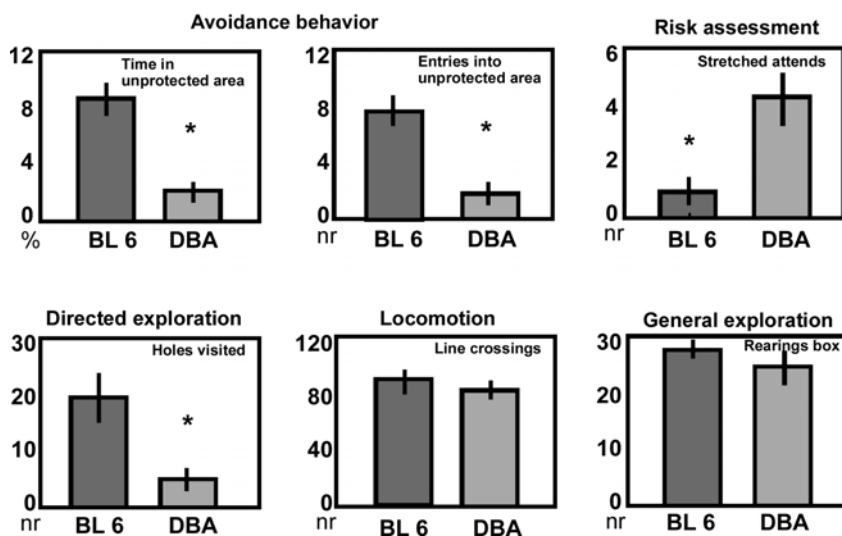 Avoidance behavior
Risk assessment
12
8
4
0
%
Time in
unprotected area
*
BL 6
DBA
12
8
4
0
nr
Entries into
unprotected area
*
BL 6
DBA
6
4
2
0
nr
Stretched attends
*
BL 6
DBA
Directed exploration
Locomotion
General exploration
30
20
10
0
nr
Holes visited
*
BL 6
DBA
120
80
40
0
nr
Line crossings
BL 6
DBA
30
20
10
0
nr
Rearings box
BL 6
DBA